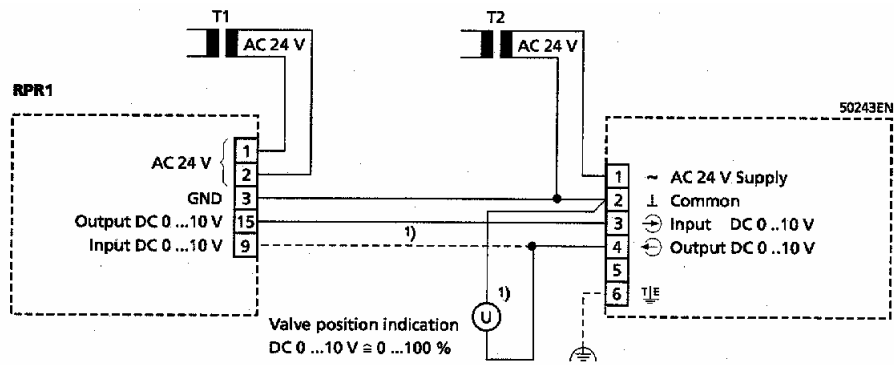 T1
T2
AC 24 V
AC 24 V
RPR1
50243EN
AC 24 V
1
2
GND
3
Output DC 0 ...10 V
15
Input DC 0 ...10 V
9
1)
1
~ AC 24 V Supply
2
⊥ Common
3
Input DC 0 ..10 V
4
Output DC 0 ..10 V
5
6
T E
1)
U
Valve position indication
DC 0 ...10 V ≅ 0 ...100 %